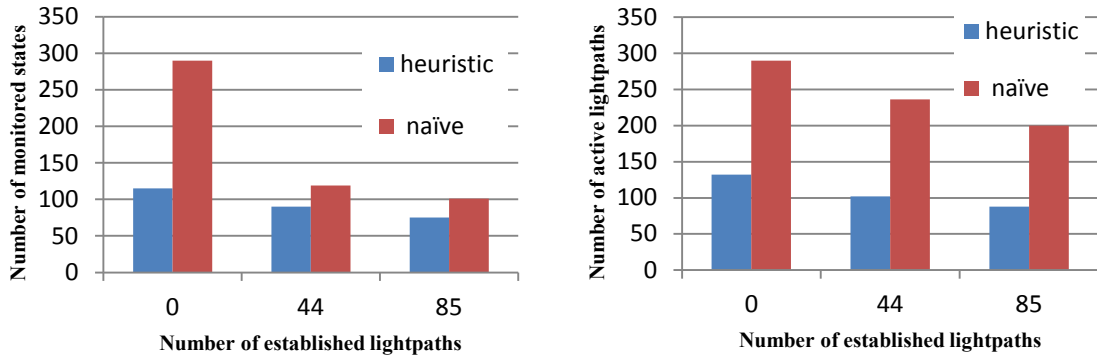 350
300
250
200
150
100
50
0
Number of monitored states
heuristic
naïve
0 44 85
Number of established lightpaths
350
300
250
200
150
100
50
0
Number of active lightpaths
heuristic
naïve
0 44 85
Number of established lightpaths